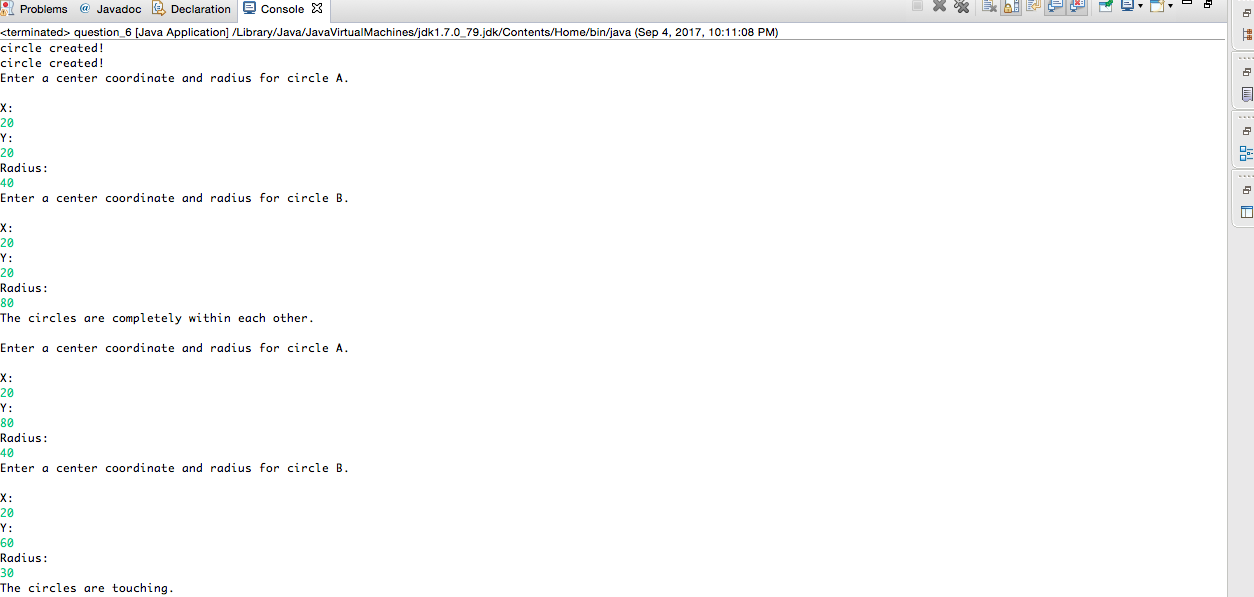 Problems @ Javadoc Declaration Console
<terminated> question_6 [Java Application] /Library/Java/JavaVirtualMachines/jdk1.7.0_79.jdk/Contents/Home/bin/java (Sep 4, 2017, 10:11:08 PM)
circle created!
circle created!
Enter a center coordinate and radius for circle A.
X:
20
Y:
20
Radius:
40
Enter a center coordinate and radius for circle B.
X:
20
Y:
20
Radius:
80
The circles are completely within each other.
Enter a center coordinate and radius for circle A.
X:
20
Y:
80
Radius:
40
Enter a center coordinate and radius for circle B.
X:
20
Y:
60
Radius:
30
The circles are touching.